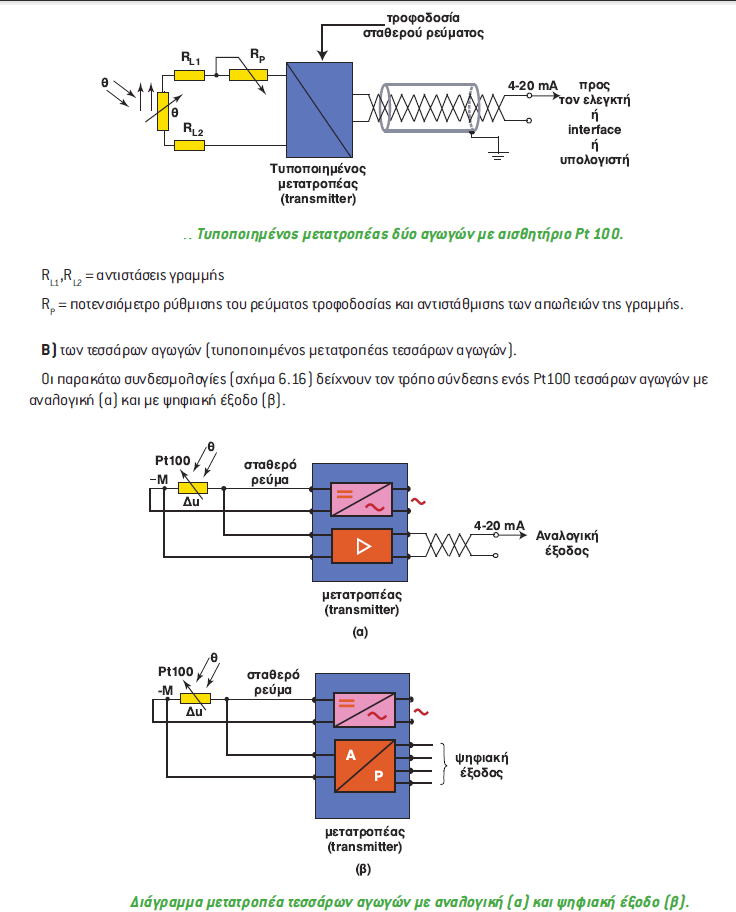 τροφοδοσία
σταθερού ρεύματος
R_L1
R_P
θ
θ
R_L2
4-20 mA
προς
τον ελεγκτή
ή
interface
ή
υπολογιστή
Τυποποιημένος
μετατροπέας
(transmitter)
.. Τυποποιημένος μετατροπέας δύο αγωγών με αισθητήριο Pt 100.
R_L1,R_L2 = αντιστάσεις γραμμής
R_P = ποτενσιόμετρο ρύθμισης του ρεύματος τροφοδοσίας και αντιστάθμισης των απωλειών της γραμμής.
Β) των τεσσάρων αγωγών (τυποποιημένος μετατροπέας τεσσάρων αγωγών).
Οι παρακάτω συνδεσμολογίες (σχήμα 6.16) δείχνουν τον τρόπο σύνδεσης ενός Pt100 τεσσάρων αγωγών με
αναλογική (α) και με ψηφιακή έξοδο (β).
θ
Pt100
−M
Δu
σταθερό
ρεύμα
4-20 mA
Αναλογική
έξοδος
μετατροπέας
(transmitter)
(α)
θ
Pt100
-M
Δu
σταθερό
ρεύμα
A
P
ψηφιακή
έξοδος
μετατροπέας
(transmitter)
(β)
Διάγραμμα μετατροπέα τεσσάρων αγωγών με αναλογική (α) και ψηφιακή έξοδο (β).